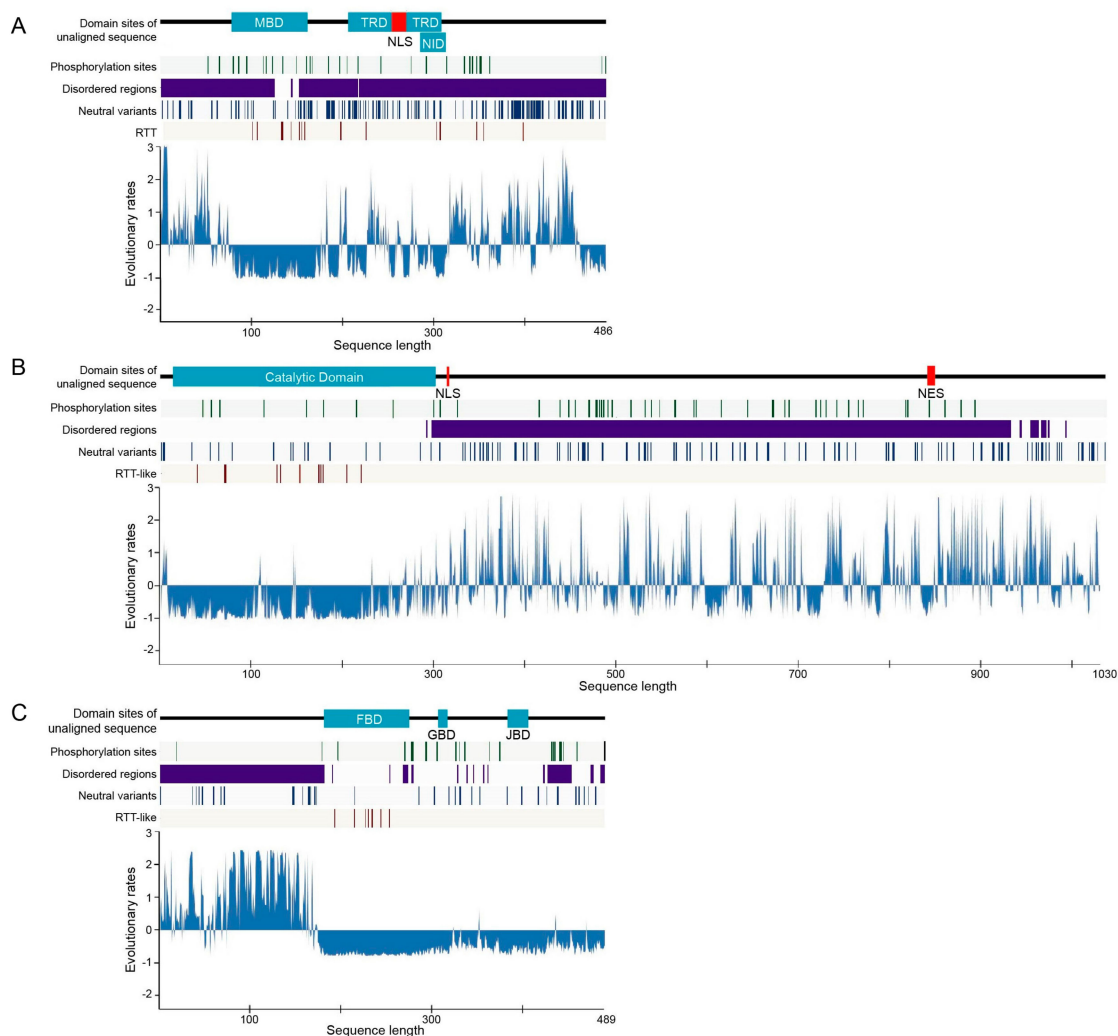 A
Domain sites of
unaligned sequence
MBD
TRD
TRD
NLS
NID
Phosphorylation sites
Disordered regions
Neutral variants
RTT
Evolutionary rates
3
2
1
0
-1
-2
100
300
486
Sequence length
B
Domain sites of
unaligned sequence
Catalytic Domain
NLS
NES
Phosphorylation sites
Disordered regions
Neutral variants
RTT-like
Evolutionary rates
3
2
1
0
-1
-2
100
300
500
700
900
1030
Sequence length
C
Domain sites of
unaligned sequence
FBD
GBD
JBD
Phosphorylation sites
Disordered regions
Neutral variants
RTT-like
Evolutionary rates
3
2
1
0
-1
-2
100
300
489
Sequence length